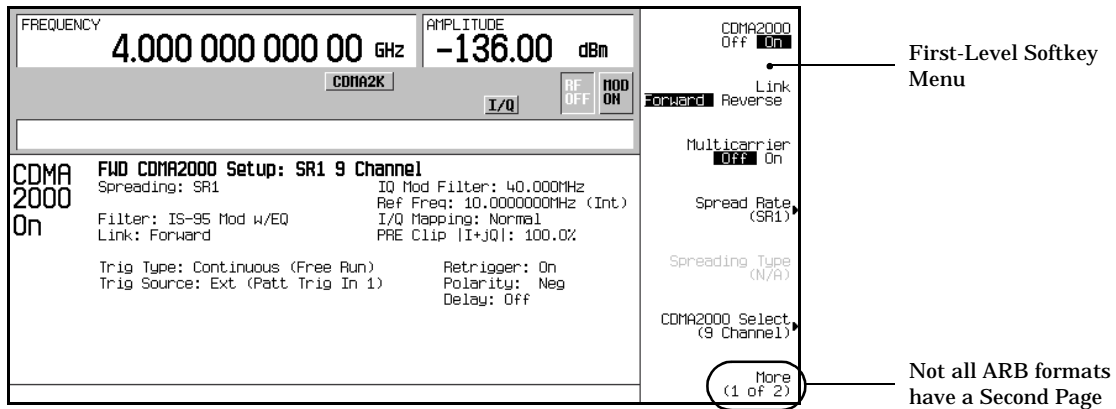 FREQUENCY
4.000 000 000 00 GHz
AMPLITUDE
-136.00 dBm
CDMA2K
I/Q
RF OFF
MOD ON
CDMA 2000 On
FWD CDMA2000 Setup: SR1 9 Channel
Spreading: SR1
IQ Mod Filter: 40.000MHz
Ref Freq: 10.0000000MHz (Int)
Filter: IS-95 Mod w/EQ
I/Q Mapping: Normal
Link: Forward
PRE Clip |I+jQ|: 100.0%
Trig Type: Continuous (Free Run)
Retrigger: On
Trig Source: Ext (Patt Trig In 1)
Polarity: Neg
Delay: Off
CDMA2000
Off On
Link
Forward Reverse
Multicarrier
Off On
Spread Rate
(SR1)
Spreading Type
(N/A)
CDMA2000 Select
(9 Channel)
More
(1 of 2)
First-Level Softkey
Menu
Not all ARB formats
have a Second Page